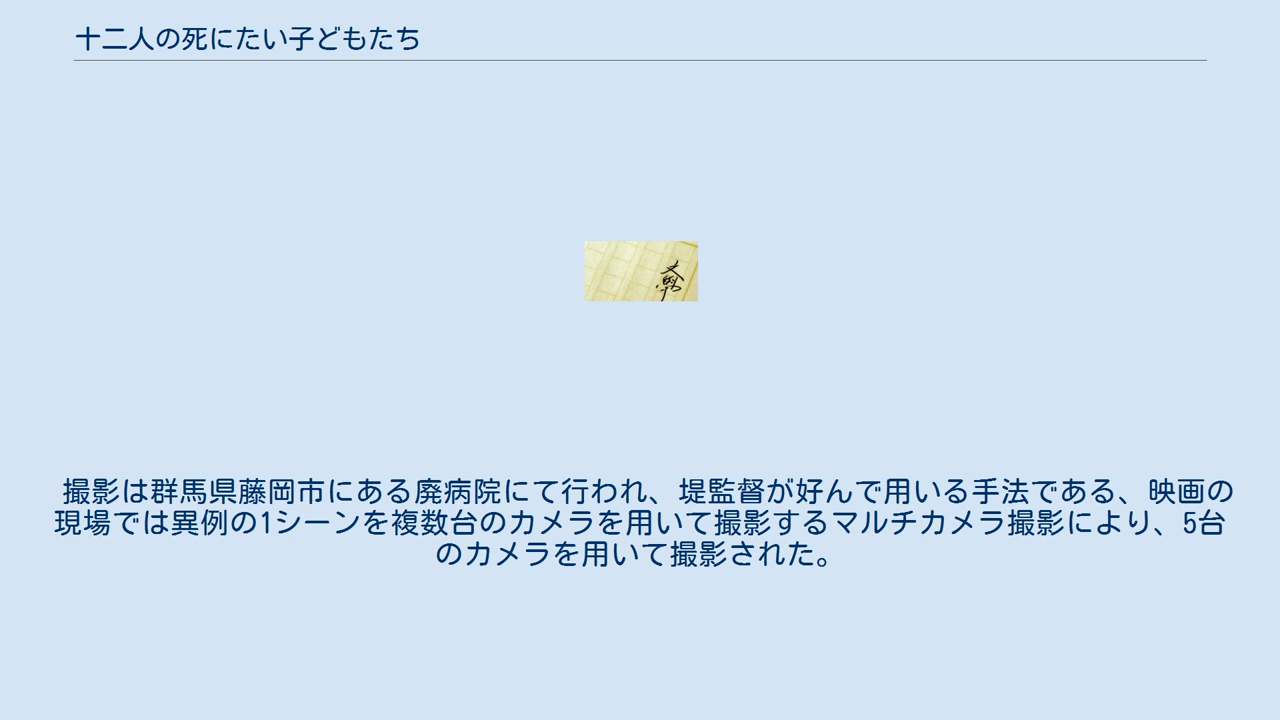 十二人の死にたい子どもたち
撮影は群馬県藤岡市にある廃病院にて行われ、堤監督が好んで用いる手法である、映画の
現場では異例の1シーンを複数台のカメラを用いて撮影するマルチカメラ撮影により、5台
のカメラを用いて撮影された。